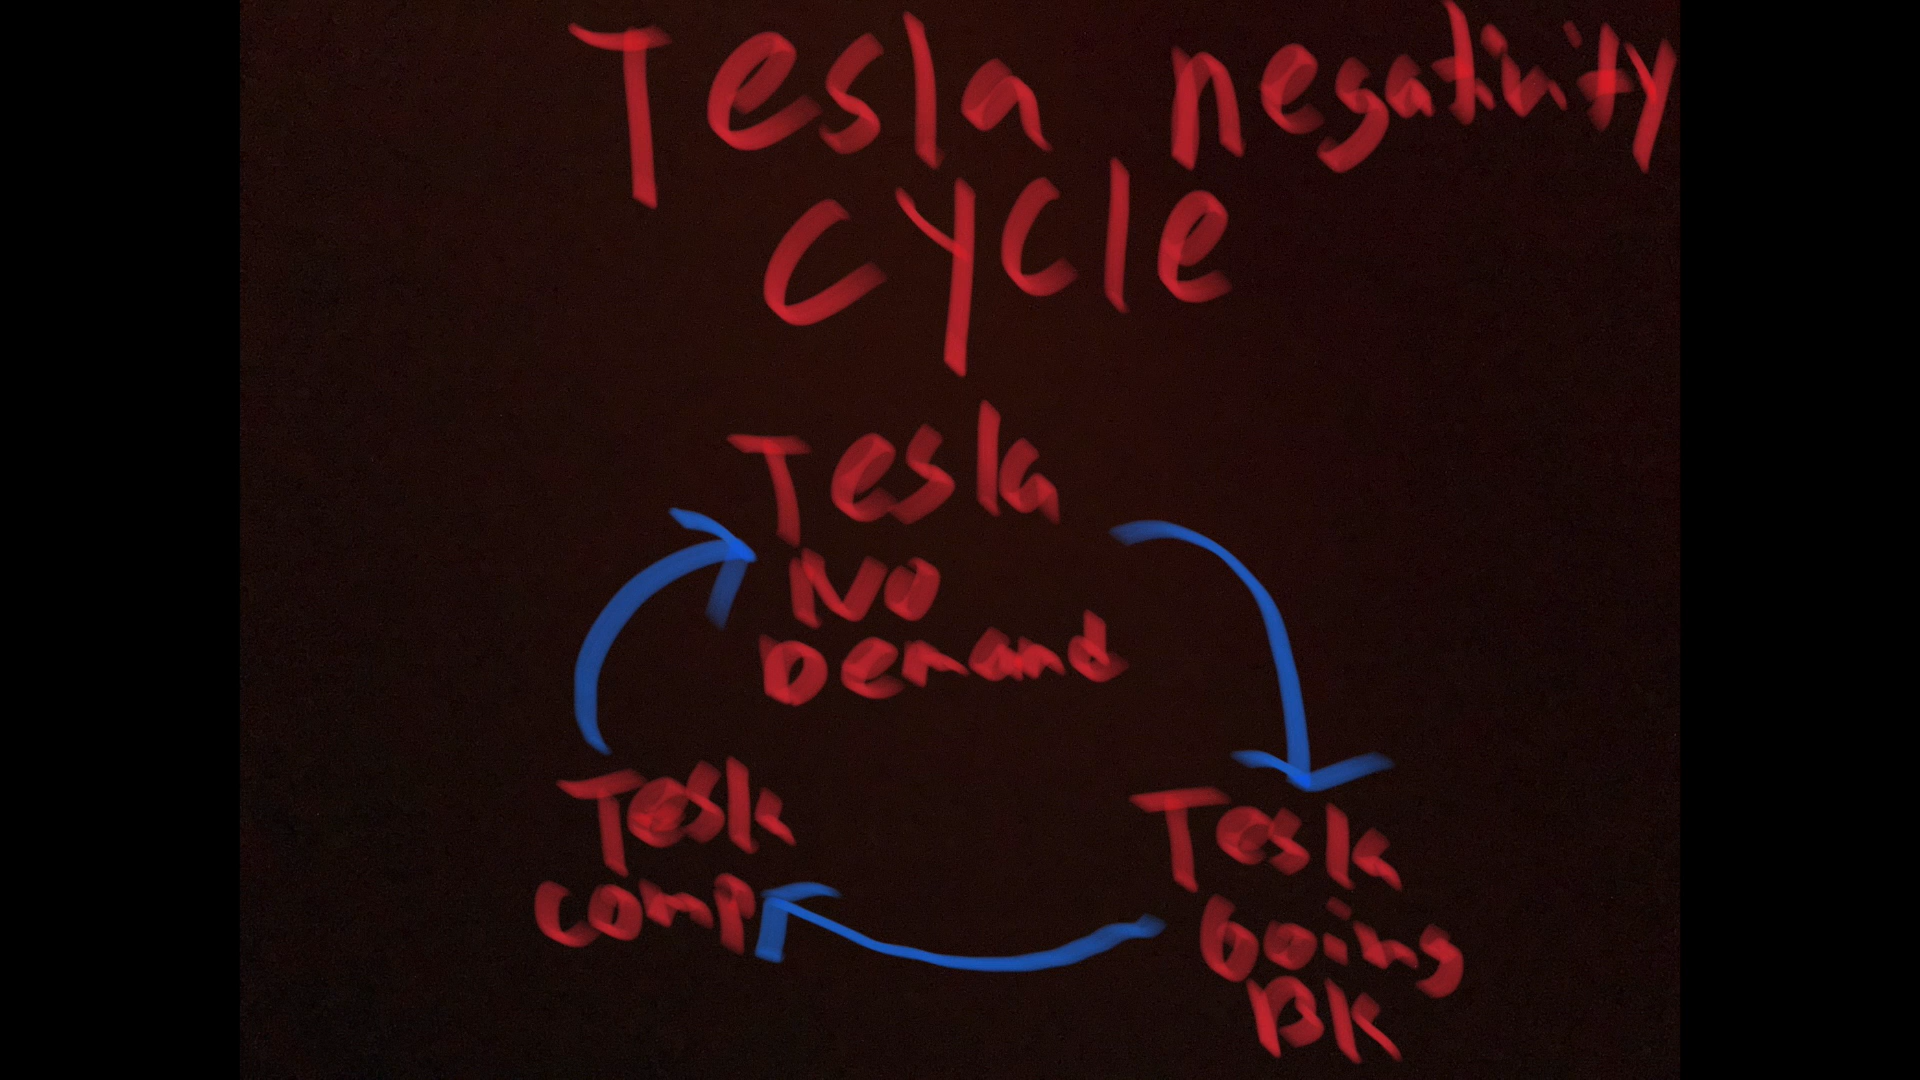 Tesla negativity
cycle
Tesla
NO
Demand
Tesla
Going
BK
Tesla
comp